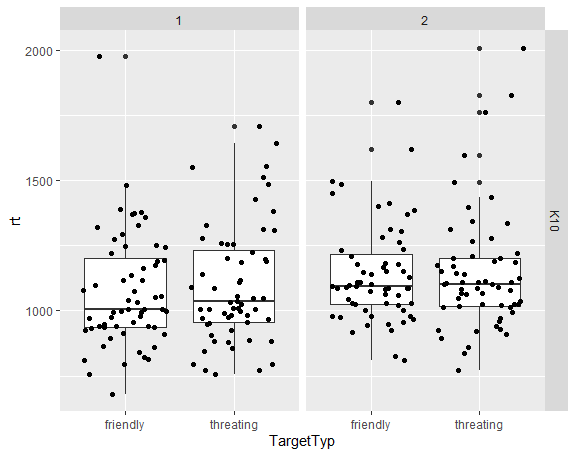 1 2
2000
1500
1000
rt
K10
friendly threating friendly threating
TargetTyp